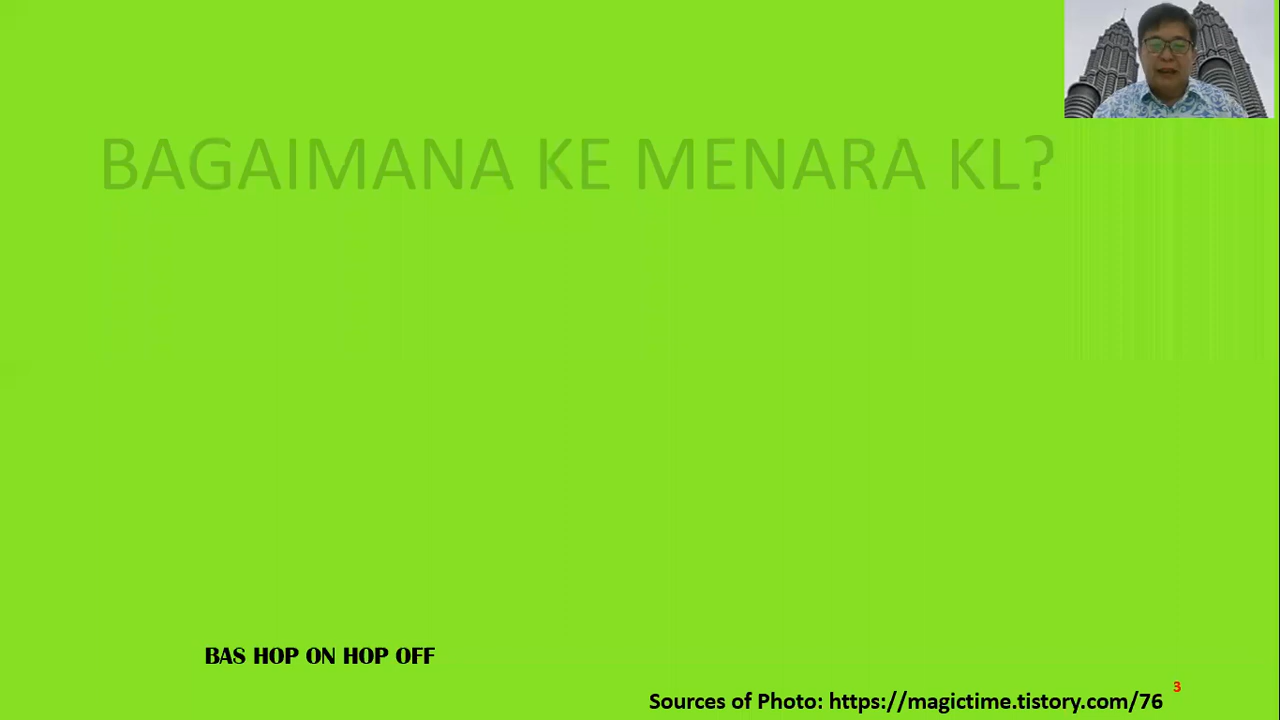 BAGAIMANA KE MENARA KL?
BAS HOP ON HOP OFF
Sources of Photo: https://magictime.tistory.com/76
3